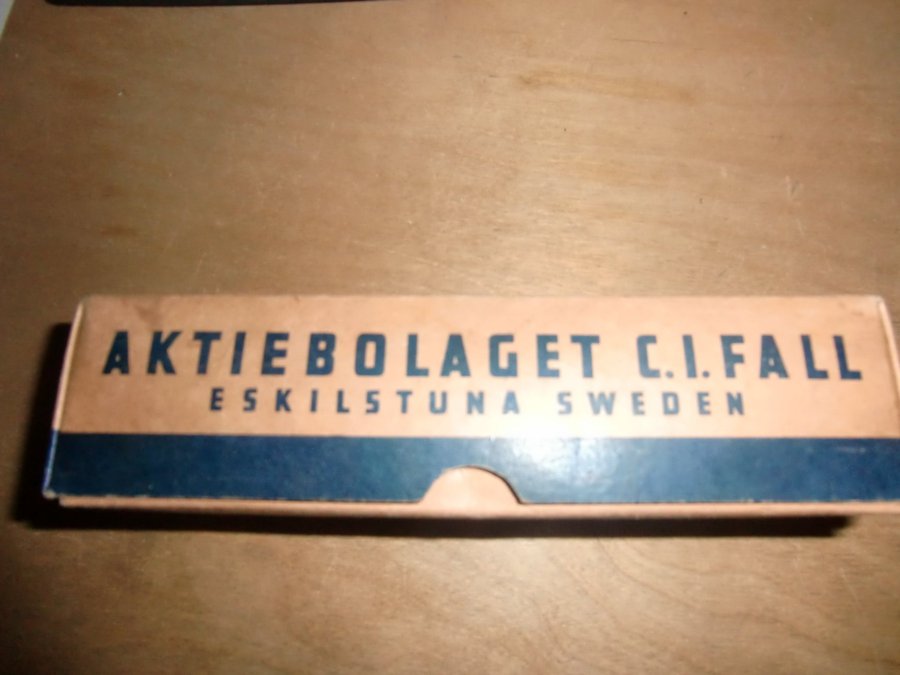 AKTIEBOLAGET C.I.FALL
ESKILSTUNA SWEDEN